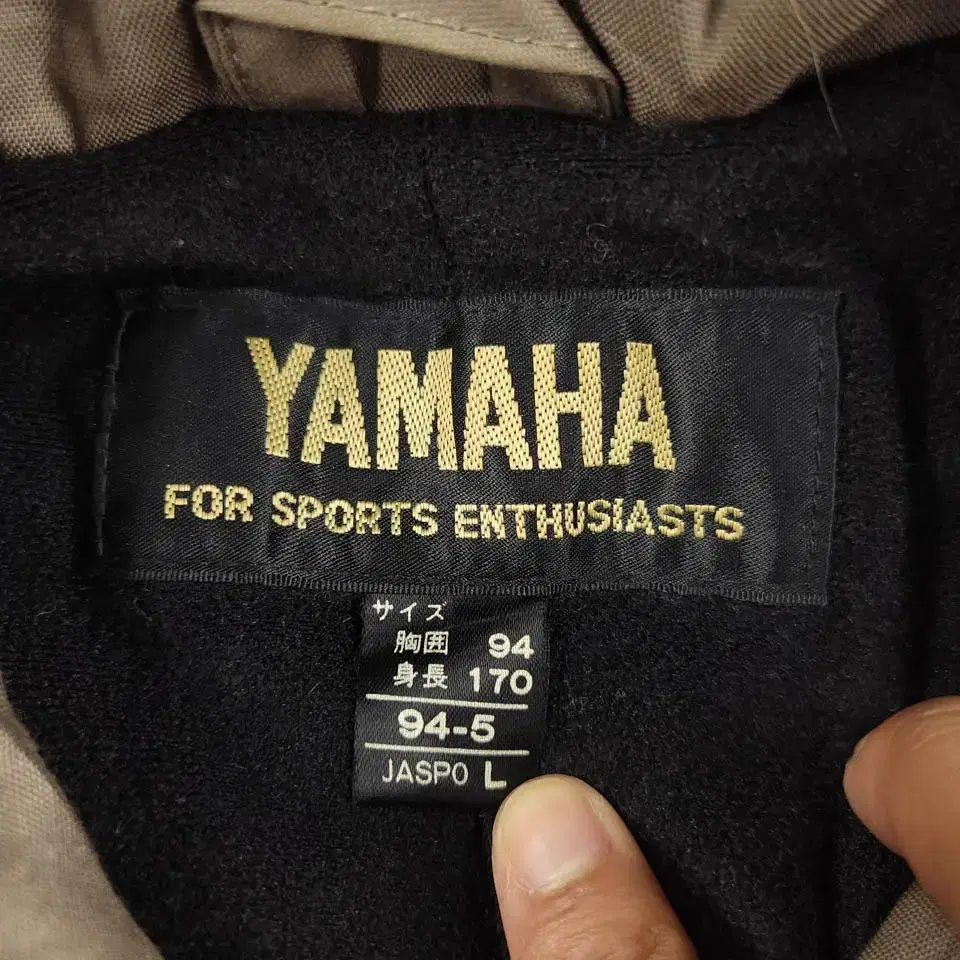 YAMAHA
FOR SPORTS ENTHUSIASTS
サイズ
胸囲 94
身長 170
94-5
JASPO L